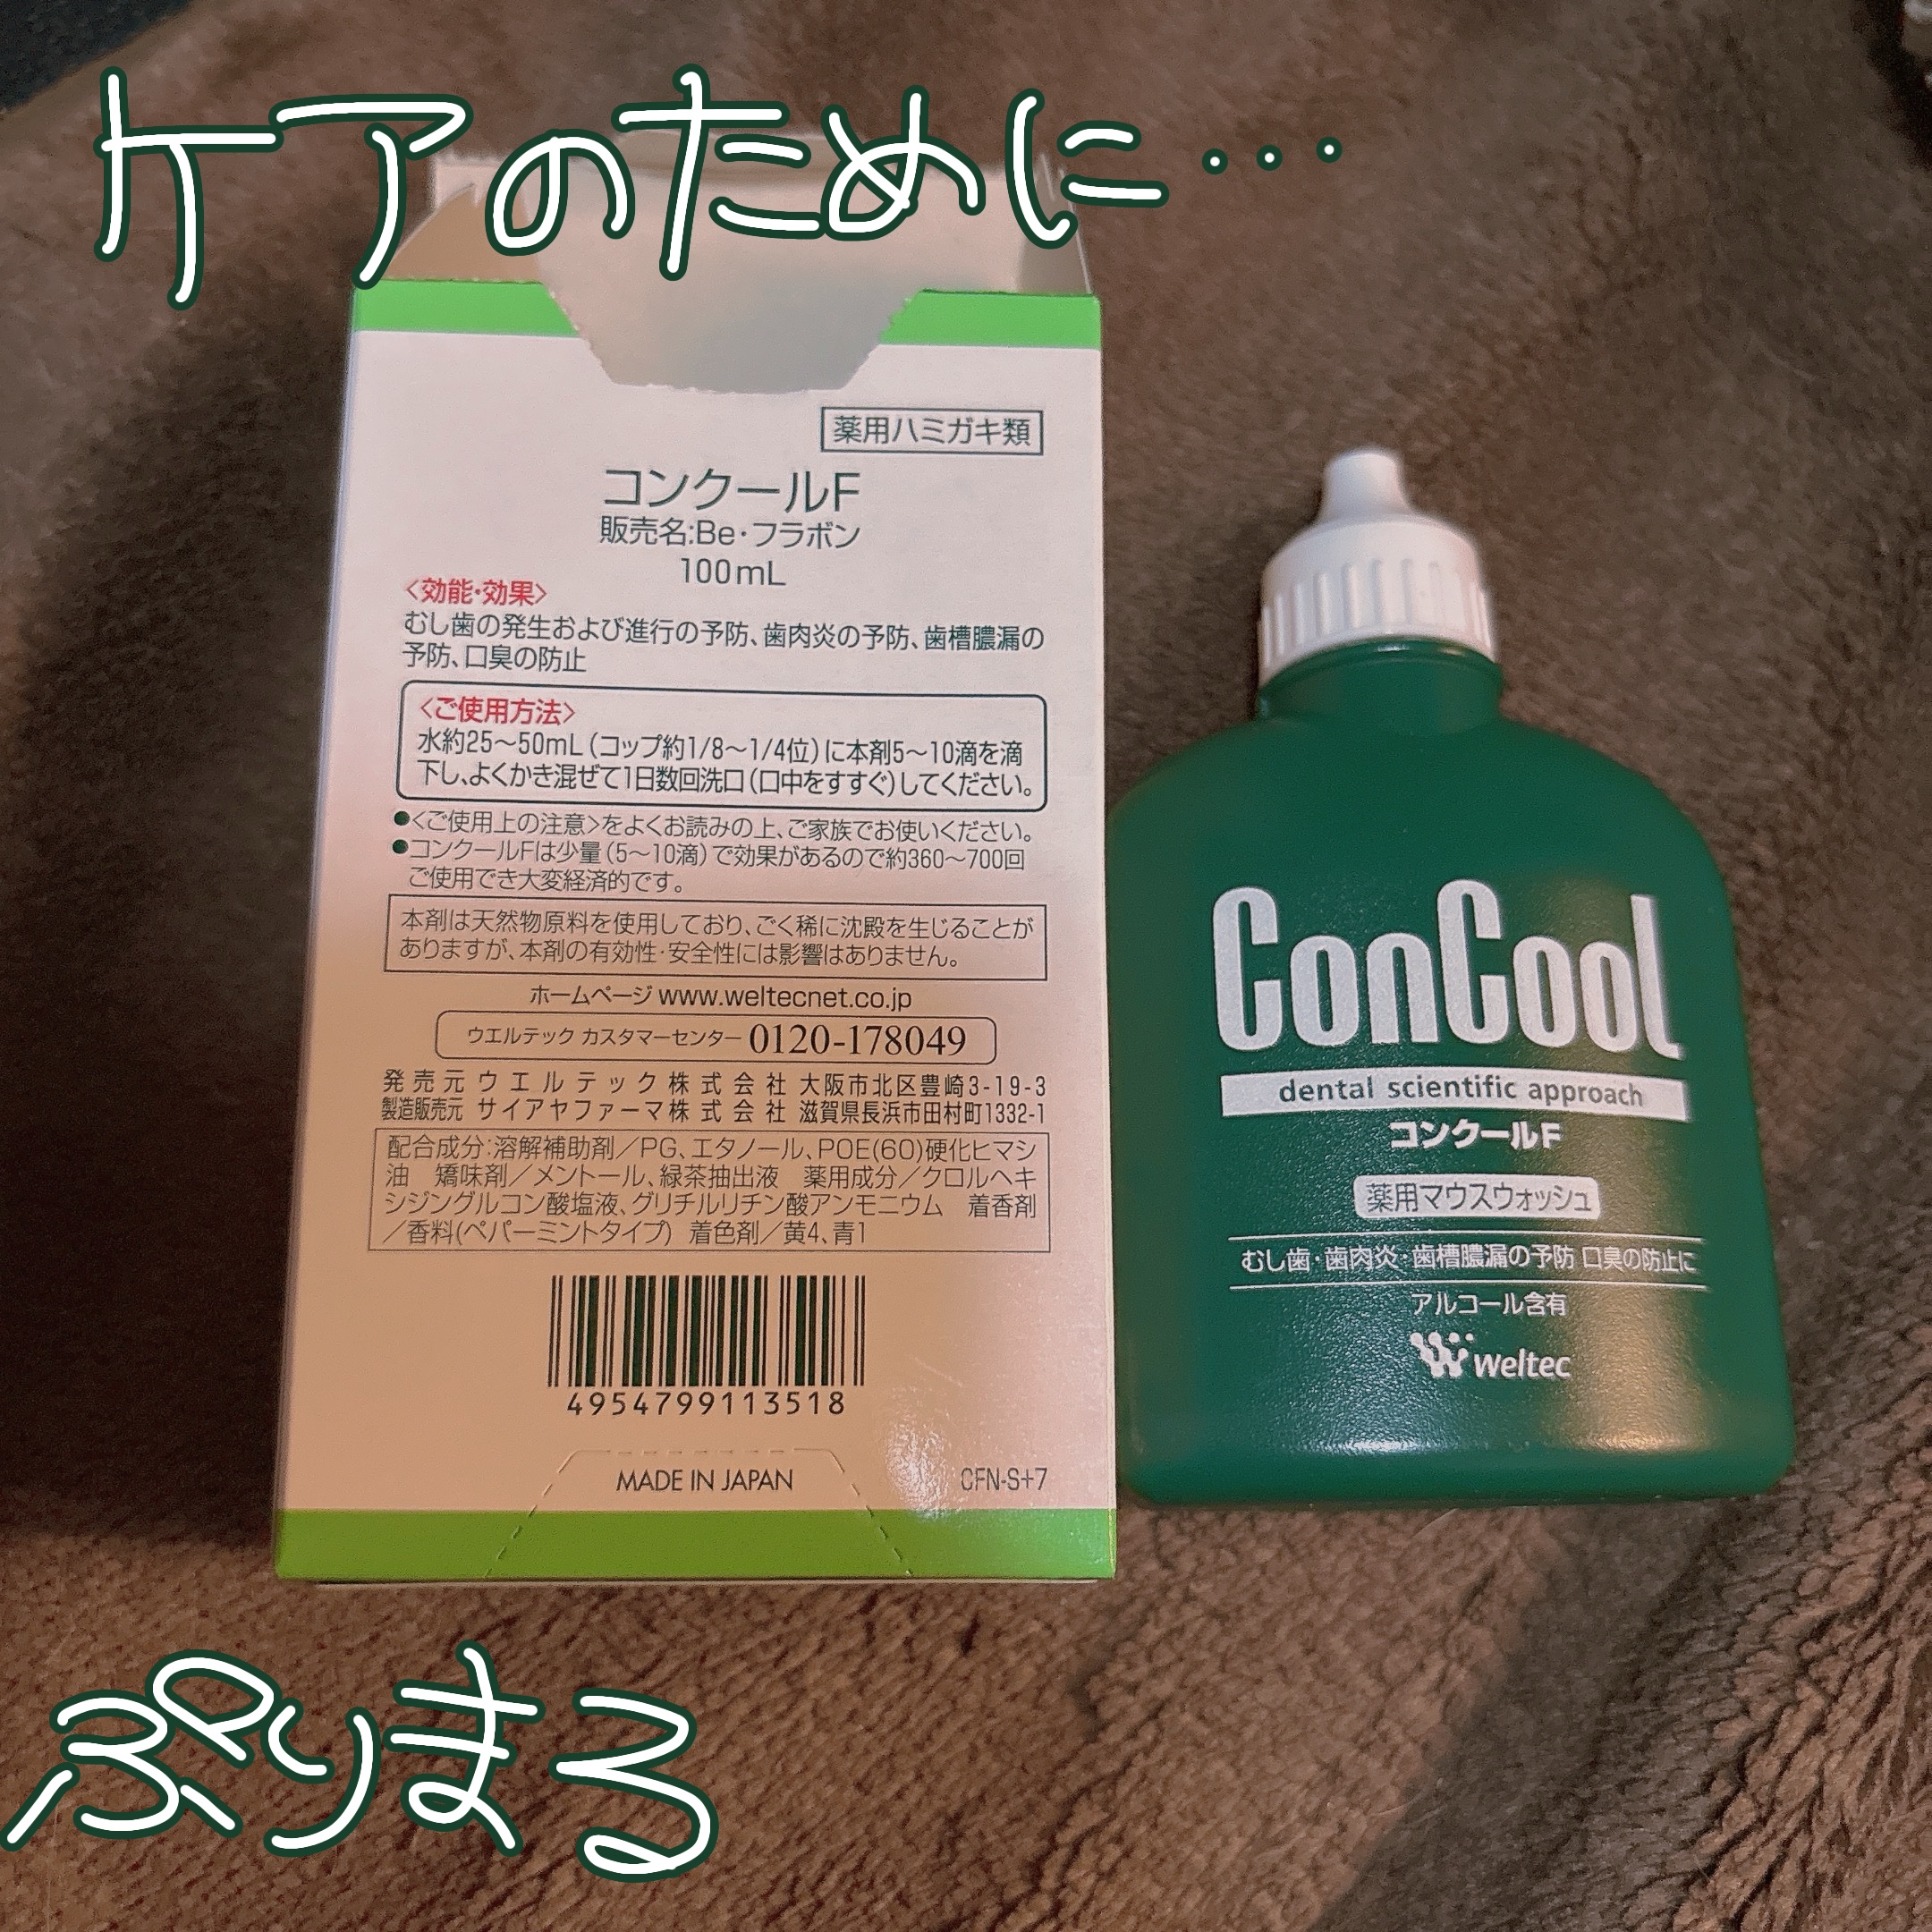 ケアのために…
薬用ハミガキ類
コンクールF
販売名:Be・フラボン
100mL
<効能・効果>
むし歯の発生および進行の予防、歯肉炎の予防、歯槽膿漏の
予防、口臭の防止
<ご使用方法>
水約25〜50mL(コップ約1/8〜1/4位)に本剤5〜10滴を滴
下し、よくかき混ぜて1日数回洗口(口中をすすぐ)してください。
●<ご使用上の注意>をよくお読みの上、ご家族でお使いください。
●コンクールFは少量(5〜10滴)で効果があるので約360〜700回
ご使用でき大変経済的です。
本剤は天然物原料を使用しており、ごく稀に沈殿を生じることが
ありますが、本剤の有効性・安全性には影響はありません。
ホームページ www.weltecnet.co.jp
ウエルテック カスタマーセンター 0120-178049
発売元 ウエルテック株式会社 大阪市北区豊崎3-19-3
製造販売元 サイアヤファーマ株式会社 滋賀県長浜市田村町1332-1
配合成分:溶解補助剤/PG、エタノール、POE(60)硬化ヒマシ
油 矯味剤/メントール、緑茶抽出液 薬用成分/クロルヘキ
シジングルコン酸塩液、グリチルリチン酸アンモニウム 着香剤
/香料(ペパーミントタイプ) 着色剤/黄4、青1
4954799113518
MADE IN JAPAN
CFN-S+7
ConCool
dental scientific approach
コンクールF
薬用マウスウォッシュ
むし歯・歯肉炎・歯槽膿漏の予防 口臭の防止に
アルコール含有
weltec
ぷりまる